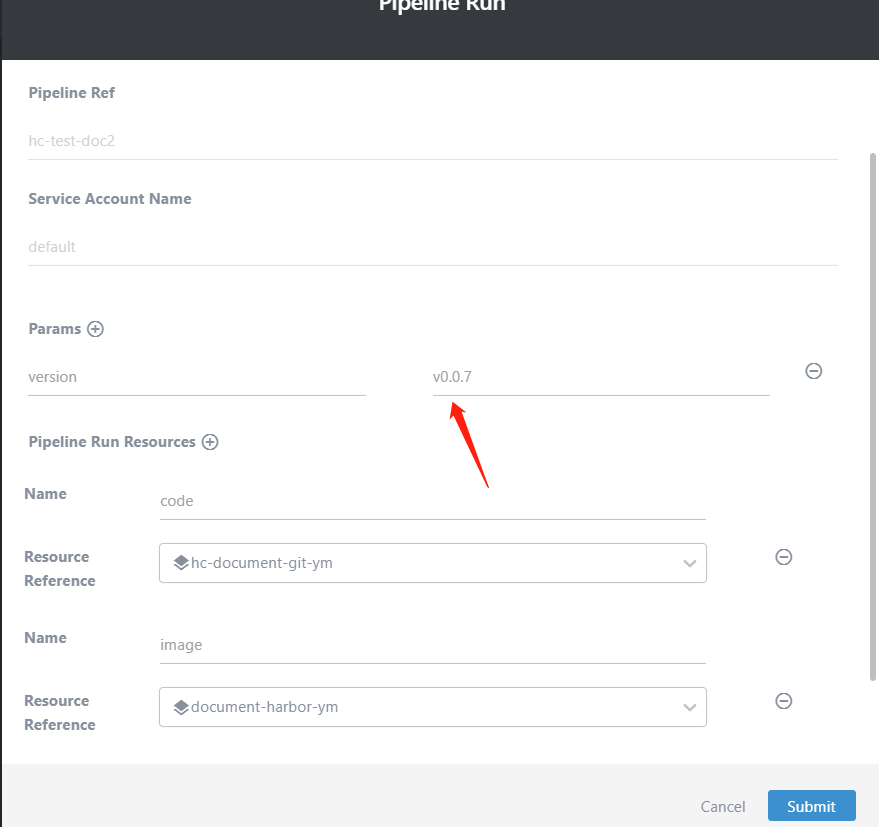 Pipeline Run
Pipeline Ref
hc-test-doc2
Service Account Name
default
Params
version v0.0.7
Pipeline Run Resources
Name code
Resource Reference hc-document-git-ym
Name image
Resource Reference document-harbor-ym
Cancel Submit